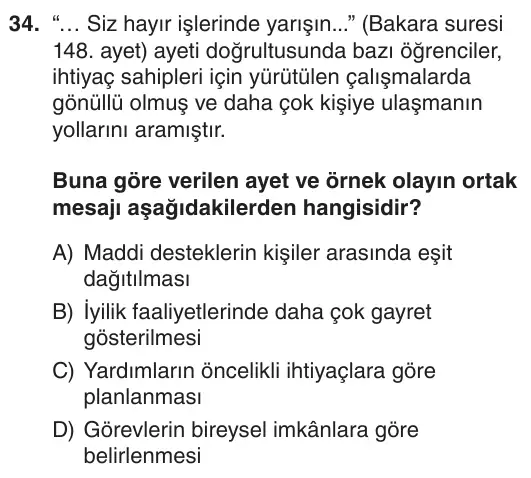 34. “... Siz hayır işlerinde yarışın...” (Bakara suresi
148. ayet) ayeti doğrultusunda bazı öğrenciler,
ihtiyaç sahipleri için yürütülen çalışmalarda
gönüllü olmuş ve daha çok kişiye ulaşmanın
yollarını aramıştır.
Buna göre verilen ayet ve örnek olayın ortak
mesajı aşağıdakilerden hangisidir?
A) Maddi desteklerin kişiler arasında eşit
dağıtılması
B) İyilik faaliyetlerinde daha çok gayret
gösterilmesi
C) Yardımların öncelikli ihtiyaçlara göre
planlanması
D) Görevlerin bireysel imkânlara göre
belirlenmesi